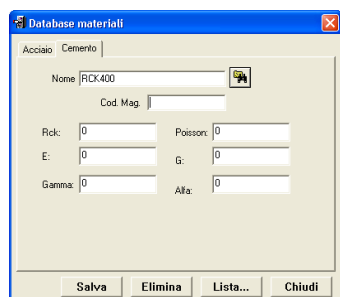 Database materiali
Acciaio Cemento
Nome RCK400
Cod. Mag.
Rck: 0 Poisson: 0
E: 0 G: 0
Gamma: 0 Alfa: 0
Salva Elimina Lista... Chiudi